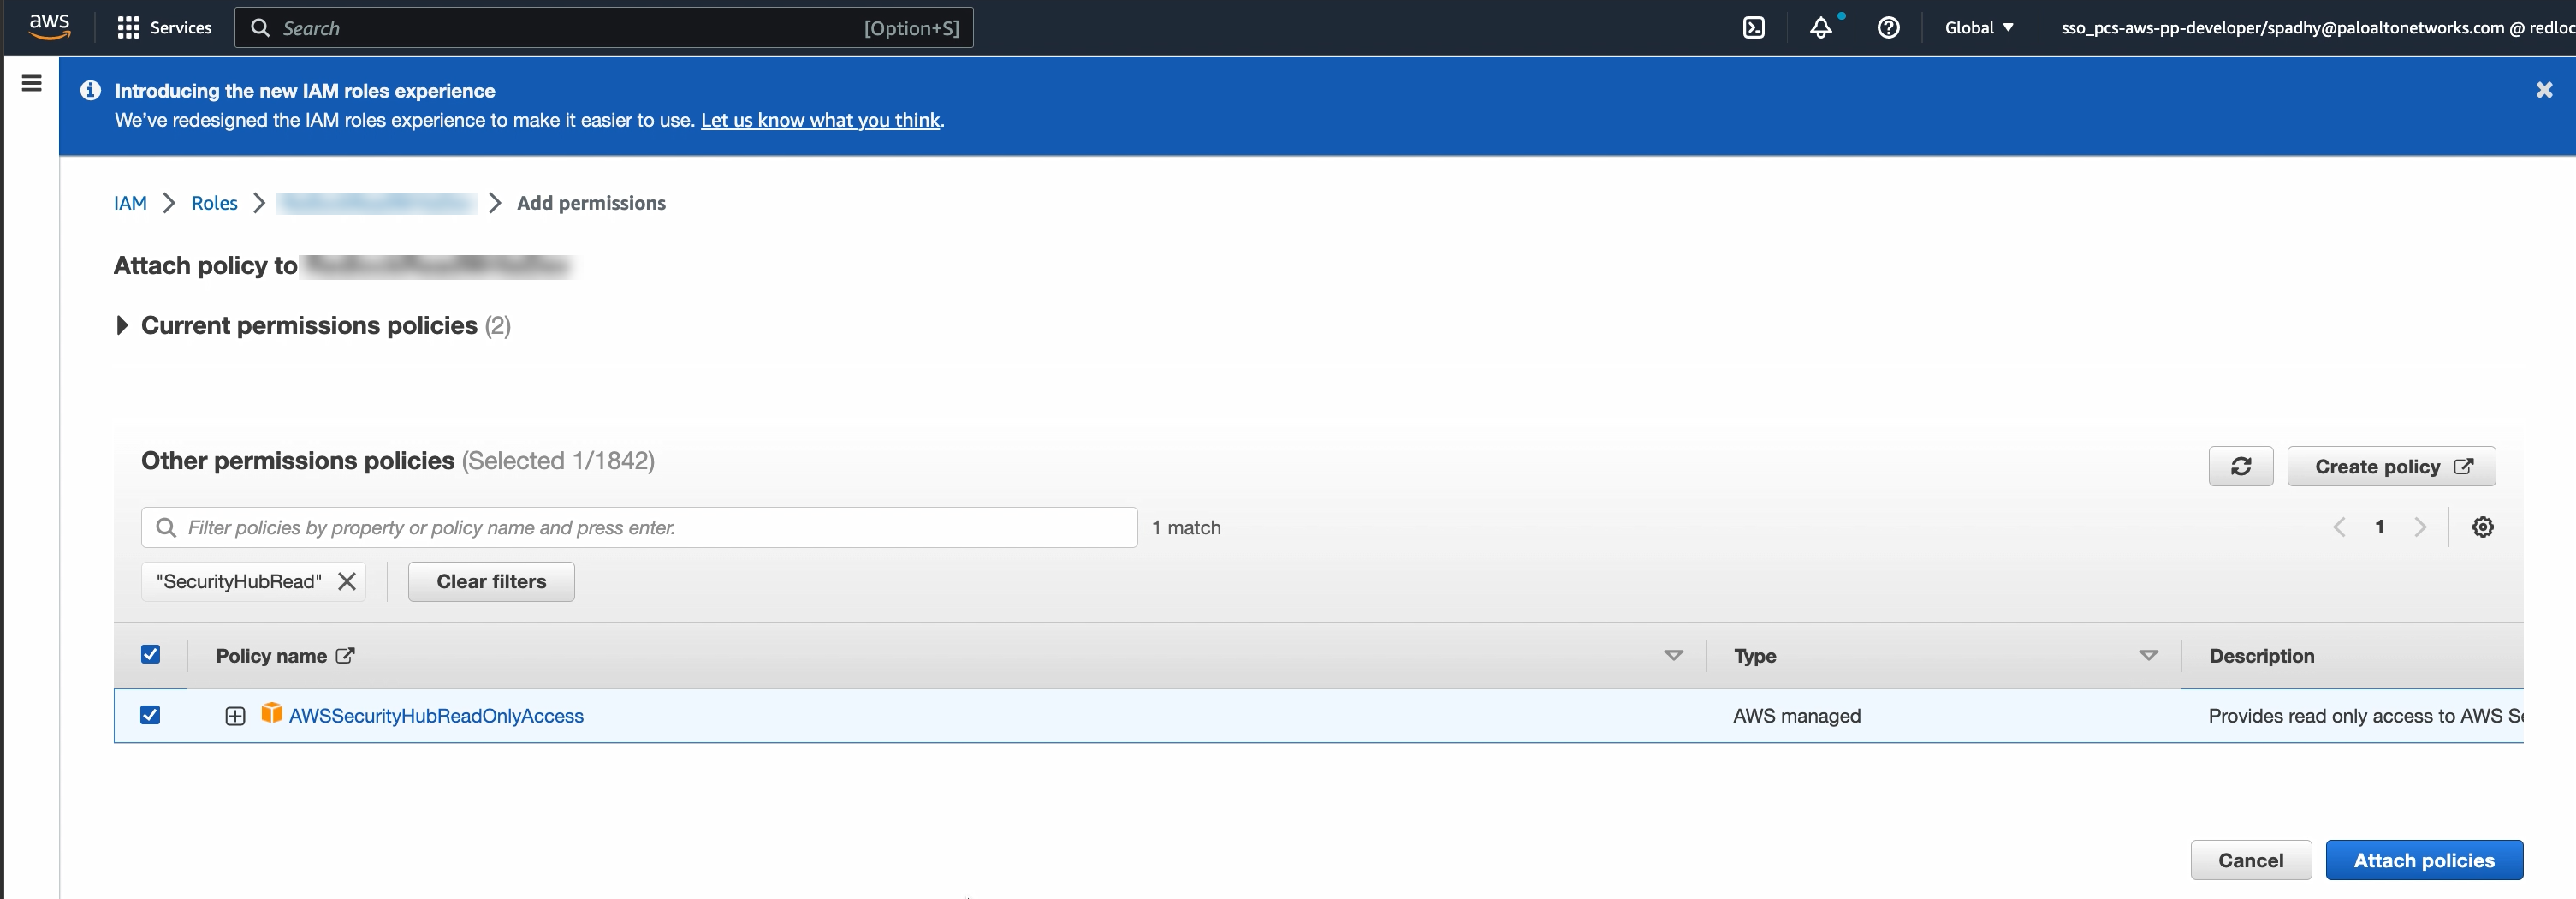 aws Services Search [Option+S] Global sso_pcs-aws-pp-developer/spadhy@paloaltonetworks.com @ redloc
Introducing the new IAM roles experience
We've redesigned the IAM roles experience to make it easier to use. Let us know what you think.
IAM Roles Add permissions
Attach policy to
Current permissions policies (2)
Other permissions policies (Selected 1/1842)
Create policy
Filter policies by property or policy name and press enter. 1 match 1
"SecurityHubRead" Clear filters
Policy name Type Description
AWSSecurityHubReadOnlyAccess AWS managed Provides read only access to AWS Se
Cancel Attach policies